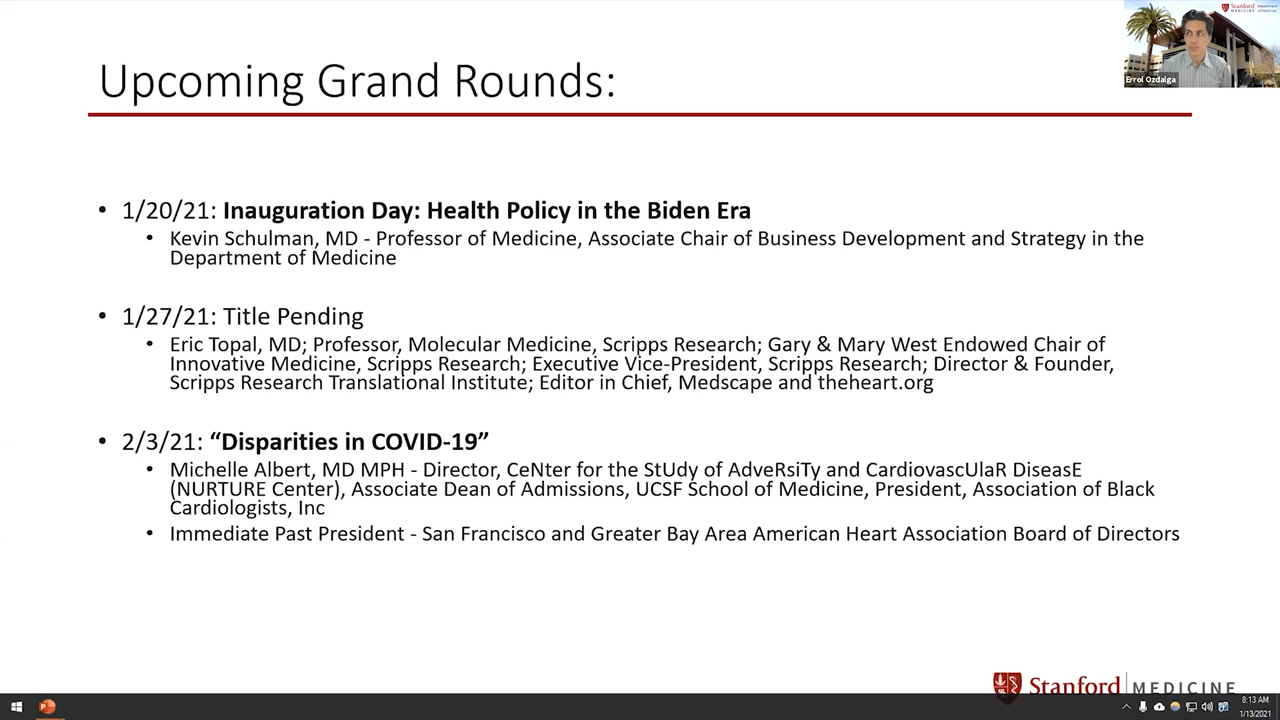 Stanford MEDICINE Department of Medicine
Errol Ozdalga
Upcoming Grand Rounds:
• 1/20/21: Inauguration Day: Health Policy in the Biden Era
• Kevin Schulman, MD - Professor of Medicine, Associate Chair of Business Development and Strategy in the
Department of Medicine
• 1/27/21: Title Pending
• Eric Topal, MD; Professor, Molecular Medicine, Scripps Research; Gary & Mary West Endowed Chair of
Innovative Medicine, Scripps Research; Executive Vice-President, Scripps Research; Director & Founder,
Scripps Research Translational Institute; Editor in Chief, Medscape and theheart.org
• 2/3/21: “Disparities in COVID-19”
• Michelle Albert, MD MPH - Director, CeNter for the StUdy of AdveRsiTy and CardiovascUlaR DiseasE
(NURTURE Center), Associate Dean of Admissions, UCSF School of Medicine, President, Association of Black
Cardiologists, Inc
• Immediate Past President - San Francisco and Greater Bay Area American Heart Association Board of Directors
Stanford MEDICINE
8:13 AM
1/13/2021